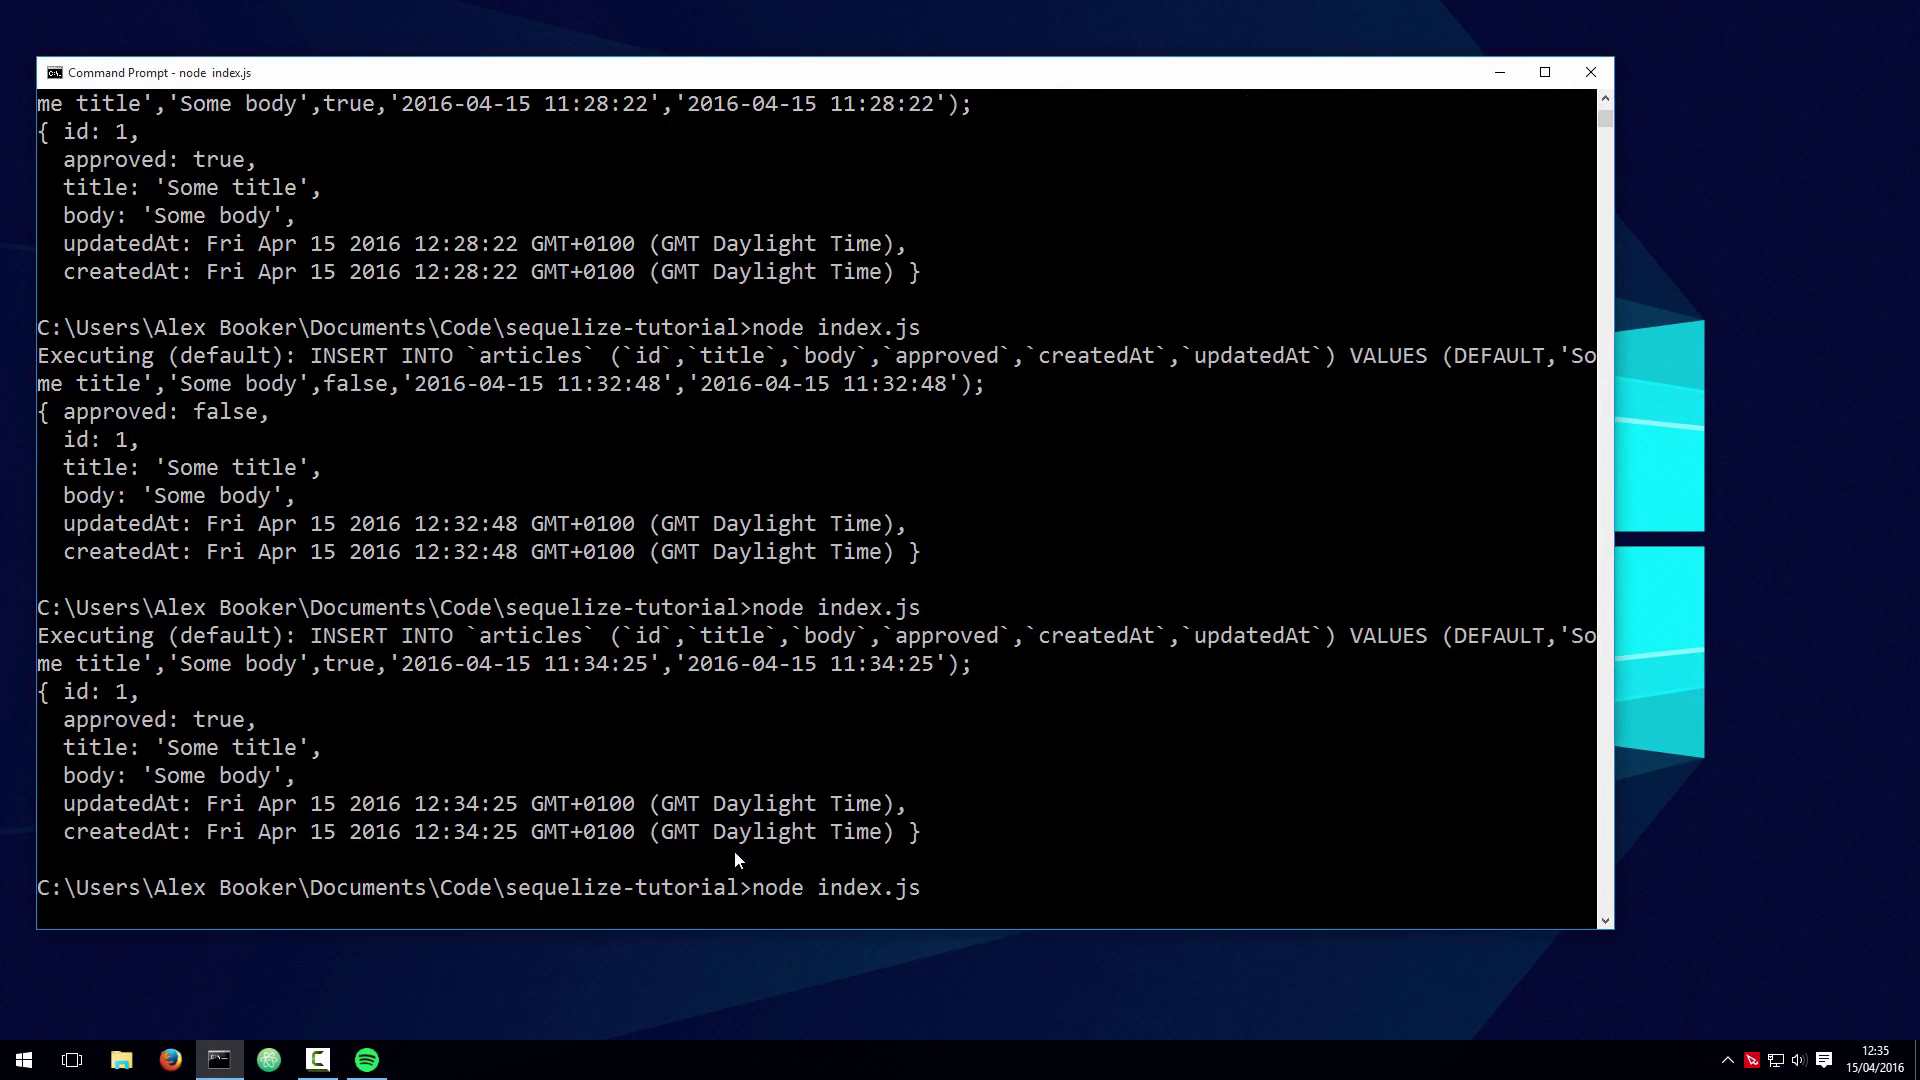 Command Prompt - node  index.js
me title','Some body',true,'2016-04-15 11:28:22','2016-04-15 11:28:22');
{ id: 1,
  approved: true,
  title: 'Some title',
  body: 'Some body',
  updatedAt: Fri Apr 15 2016 12:28:22 GMT+0100 (GMT Daylight Time),
  createdAt: Fri Apr 15 2016 12:28:22 GMT+0100 (GMT Daylight Time) }
C:\Users\Alex Booker\Documents\Code\sequelize-tutorial>node index.js
Executing (default): INSERT INTO `articles` (`id`,`title`,`body`,`approved`,`createdAt`,`updatedAt`) VALUES (DEFAULT,'So
me title','Some body',false,'2016-04-15 11:32:48','2016-04-15 11:32:48');
{ approved: false,
  id: 1,
  title: 'Some title',
  body: 'Some body',
  updatedAt: Fri Apr 15 2016 12:32:48 GMT+0100 (GMT Daylight Time),
  createdAt: Fri Apr 15 2016 12:32:48 GMT+0100 (GMT Daylight Time) }
C:\Users\Alex Booker\Documents\Code\sequelize-tutorial>node index.js
Executing (default): INSERT INTO `articles` (`id`,`title`,`body`,`approved`,`createdAt`,`updatedAt`) VALUES (DEFAULT,'So
me title','Some body',true,'2016-04-15 11:34:25','2016-04-15 11:34:25');
{ id: 1,
  approved: true,
  title: 'Some title',
  body: 'Some body',
  updatedAt: Fri Apr 15 2016 12:34:25 GMT+0100 (GMT Daylight Time),
  createdAt: Fri Apr 15 2016 12:34:25 GMT+0100 (GMT Daylight Time) }
C:\Users\Alex Booker\Documents\Code\sequelize-tutorial>node index.js
12:35
15/04/2016